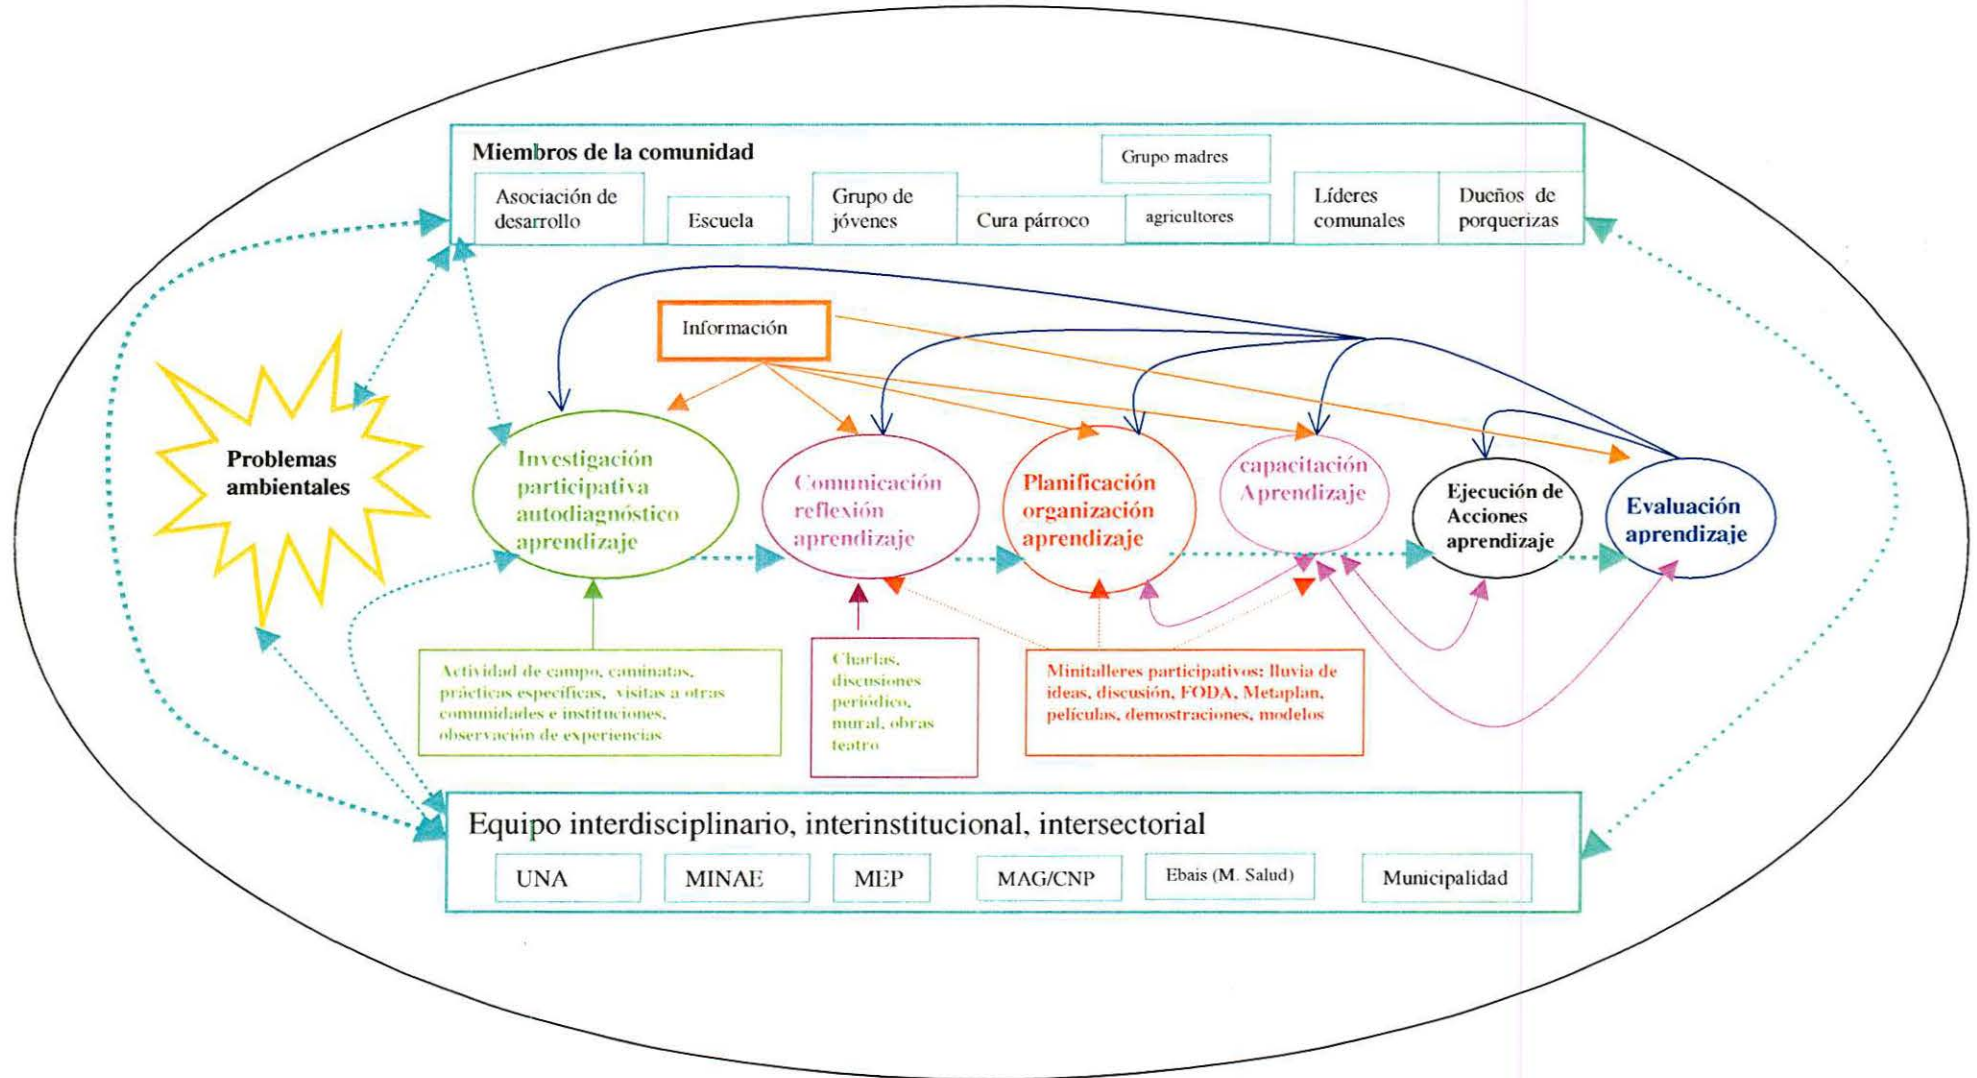 Miembros de la comunidad
Grupo madres
Asociación de
desarrollo
Escuela
Grupo de
jóvenes
Cura párroco
agricultores
Líderes
comunales
Dueños de
porquerizas
Información
Problemas
ambientales
Investigación
participativa
autodiagnóstico
aprendizaje
Comunicación
reflexión
aprendizaje
Planificación
organización
aprendizaje
capacitación
Aprendizaje
Ejecución de
Acciones
aprendizaje
Evaluación
aprendizaje
Actividad de campo, caminatas,
prácticas específicas, visitas a otras
comunidades e instituciones,
observación de experiencias
Charlas,
discusiones
periódico,
mural, obras
teatro
Minitalleres participativos: lluvia de
ideas, discusión, FODA, Metaplan,
películas, demostraciones, modelos
Equipo interdisciplinario, interinstitucional, intersectorial
UNA
MINAE
MEP
MAG/CNP
Ebais (M. Salud)
Municipalidad